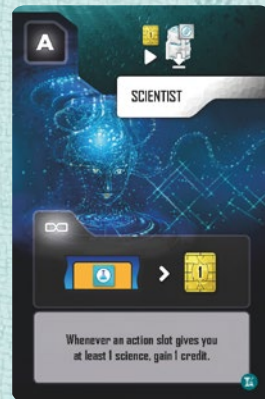 A
SCIENTIST
1
Whenever an action slot gives you
at least 1 science, gain 1 credit.